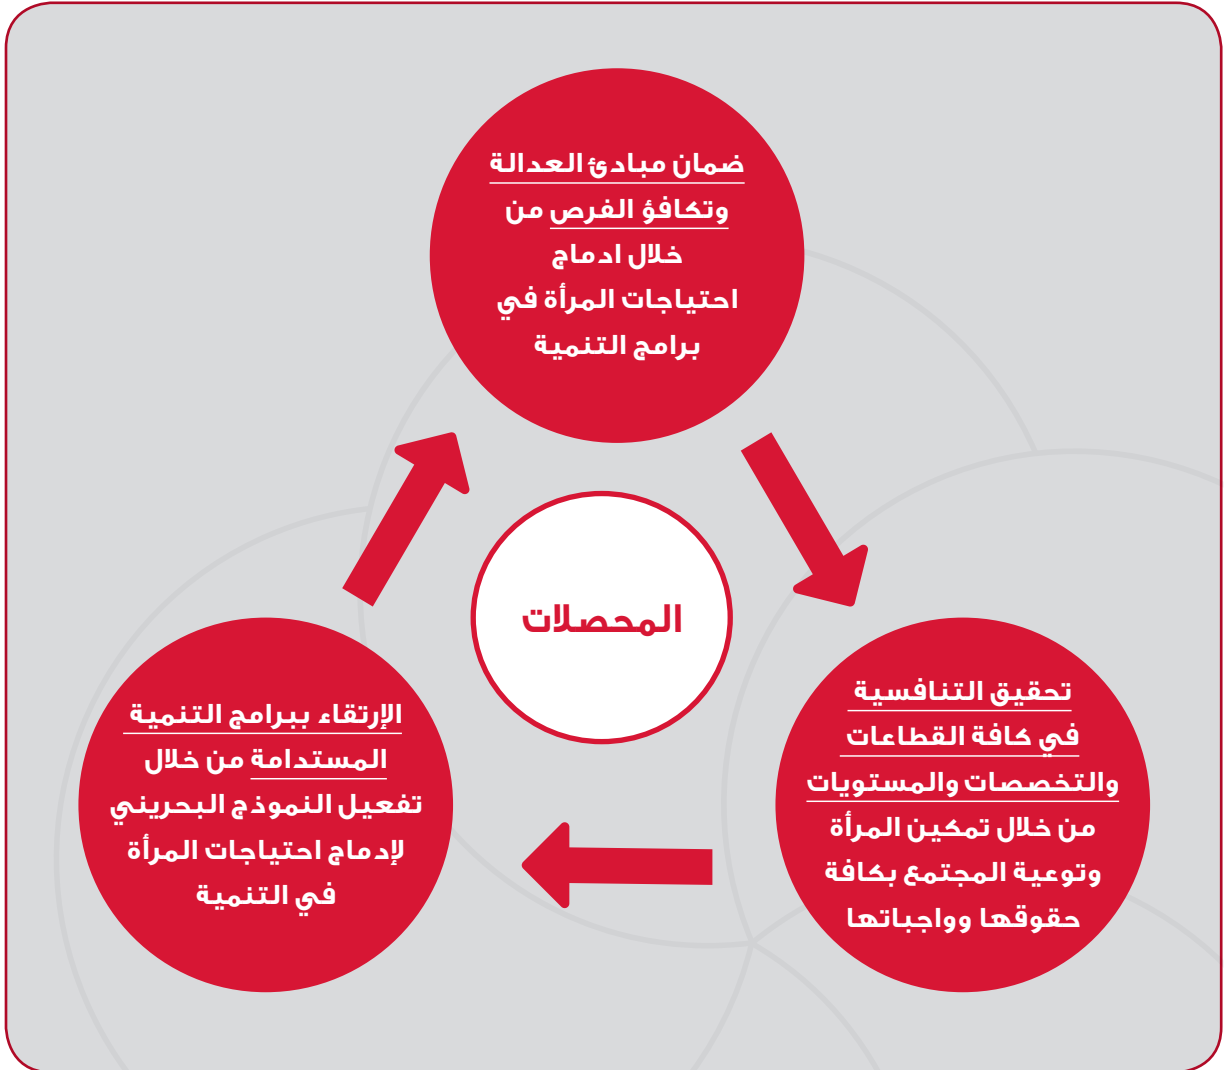 ضمان مبادئ العدالة
وتكافؤ الفرص من
خلال ادماج
احتياجات المرأة في
برامج التنمية
المحصلات
تحقيق التنافسية
في كافة القطاعات
والتخصصات والمستويات
من خلال تمكين المرأة
وتوعية المجتمع بكافة
حقوقها وواجباتها
الإرتقاء ببرامج التنمية
المستدامة من خلال
تفعيل النموذج البحريني
لإدماج احتياجات المرأة
في التنمية